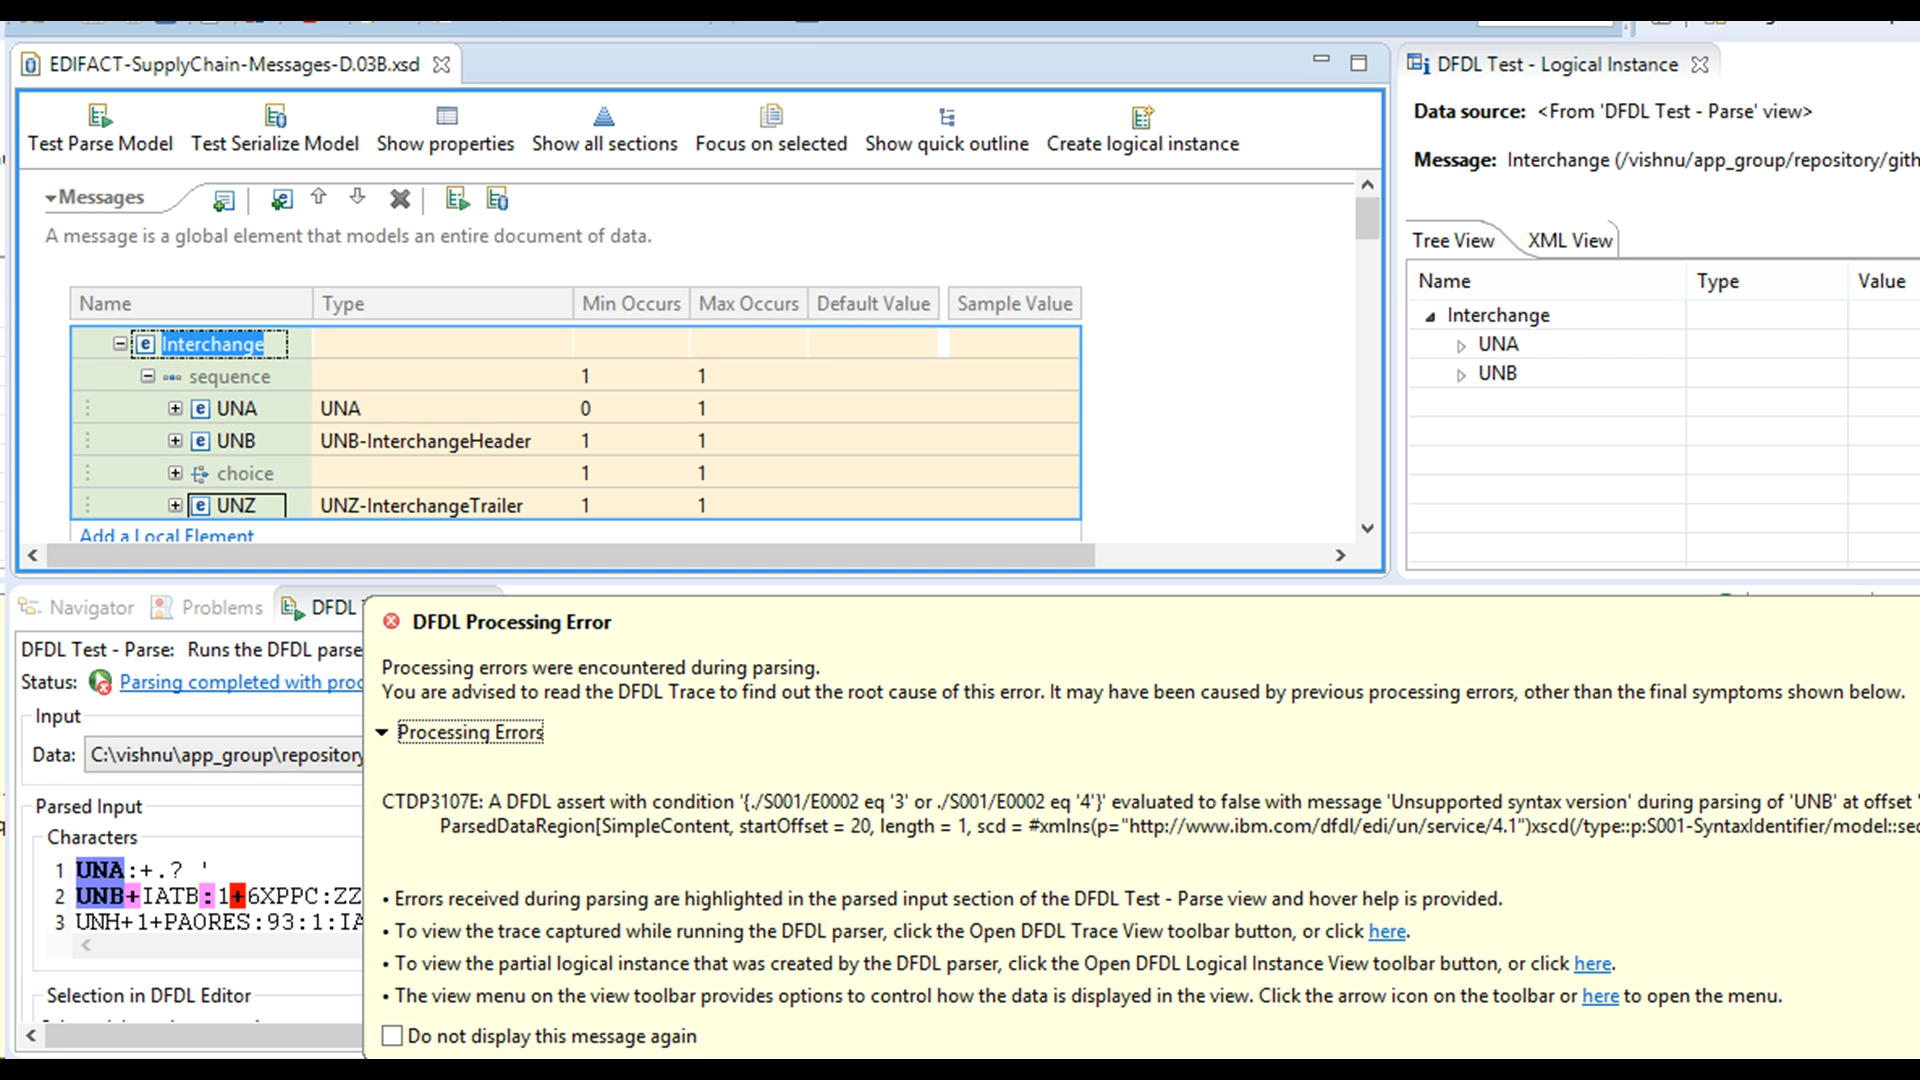 EDIFACT-SupplyChain-Messages-D.03B.xsd
Test Parse Model Test Serialize Model Show properties Show all sections Focus on selected Show quick outline Create logical instance
Messages
A message is a global element that models an entire document of data.
Name Type Min Occurs Max Occurs Default Value Sample Value
Interchange
sequence 1 1
UNA UNA 0 1
UNB UNB-InterchangeHeader 1 1
choice 1 1
UNZ UNZ-InterchangeTrailer 1 1
Add a Local Element
DFDL Test - Logical Instance
Data source: <From 'DFDL Test - Parse' view>
Message: Interchange (/vishnu/app_group/repository/gith
Tree View XML View
Name Type Value
Interchange
UNA
UNB
Navigator Problems DFDL
DFDL Test - Parse: Runs the DFDL parse
Status: Parsing completed with proc
Input
Data: C:\vishnu\app_group\repository
Parsed Input
Characters
1 UNA:+.? '
2 UNB+IATB:1+6XPPC:ZZ
3 UNH+1+PAORES:93:1:IA
Selection in DFDL Editor
DFDL Processing Error
Processing errors were encountered during parsing.
You are advised to read the DFDL Trace to find out the root cause of this error. It may have been caused by previous processing errors, other than the final symptoms shown below.
Processing Errors
CTDP3107E: A DFDL assert with condition '{./S001/E0002 eq '3' or ./S001/E0002 eq '4'}' evaluated to false with message 'Unsupported syntax version' during parsing of 'UNB' at offset '
ParsedDataRegion[SimpleContent, startOffset = 20, length = 1, scd = #xmlns(p="http://www.ibm.com/dfdl/edi/un/service/4.1")xscd(/type::p:S001-SyntaxIdentifier/model::sec
• Errors received during parsing are highlighted in the parsed input section of the DFDL Test - Parse view and hover help is provided.
• To view the trace captured while running the DFDL parser, click the Open DFDL Trace View toolbar button, or click here.
• To view the partial logical instance that was created by the DFDL parser, click the Open DFDL Logical Instance View toolbar button, or click here.
• The view menu on the view toolbar provides options to control how the data is displayed in the view. Click the arrow icon on the toolbar or here to open the menu.
Do not display this message again